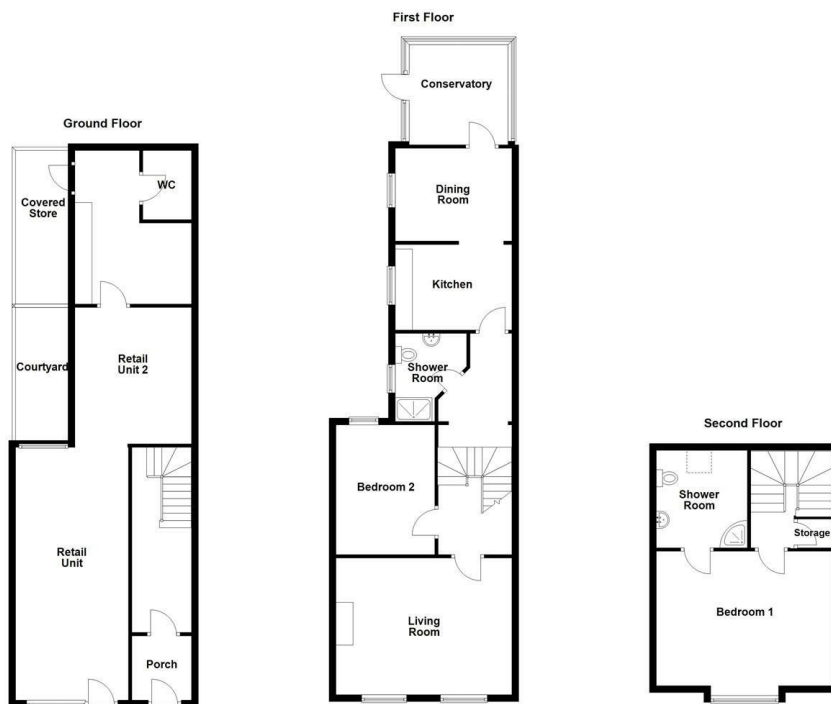 Ground Floor
Covered
Store
WC
Courtyard
Retail
Unit 2
Retail
Unit
Porch
First Floor
Conservatory
Dining
Room
Kitchen
Shower
Room
Bedroom 2
Living
Room
Second Floor
Shower
Room
Storage
Bedroom 1